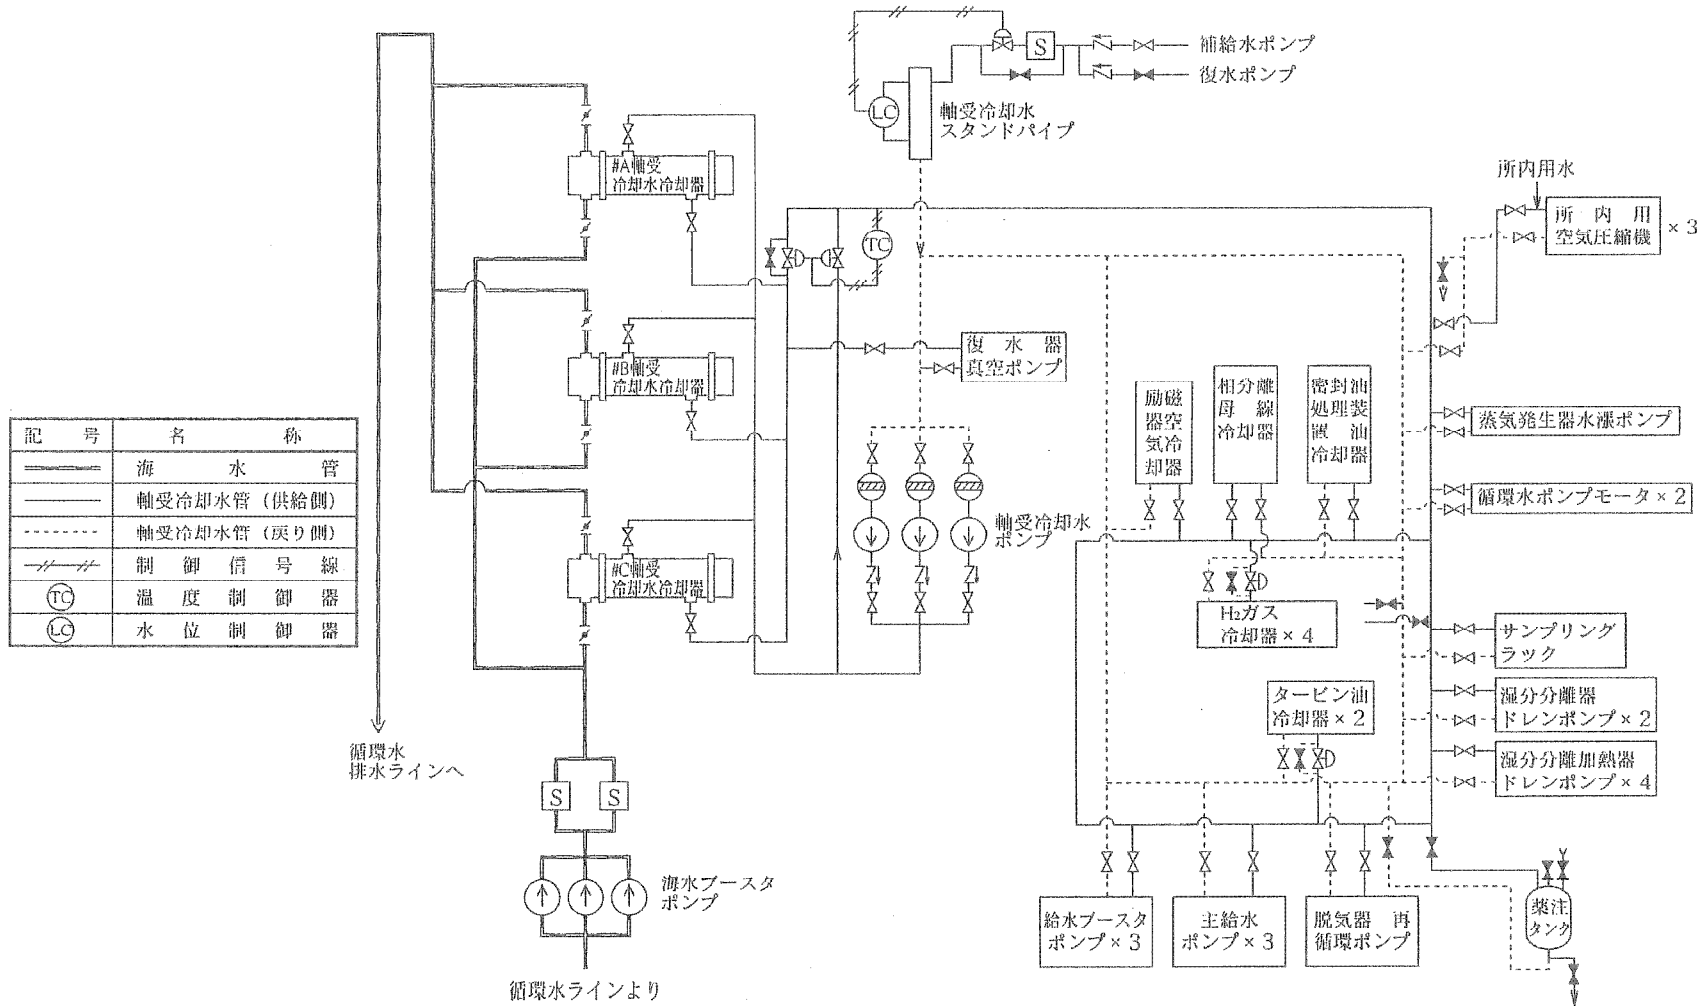 補給水ポンプ
復水ポンプ
S
LC
軸受冷却水
スタンドパイプ
所内用水
所内用
空気圧縮機
×3
#A軸受
冷却水冷却器
TC
#B軸受
冷却水冷却器
復水器
真空ポンプ
励磁
器空
気冷
却器
相分離
母線
冷却器
密封油
処理装
置油
冷却器
蒸気発生器水漲ポンプ
循環水ポンプモータ×2
記号 名称
海水管
軸受冷却水管(供給側)
軸受冷却水管(戻り側)
制御信号線
TC 温度制御器
LC 水位制御器
軸受冷却水
ポンプ
#C軸受
冷却水冷却器
H₂ガス
冷却器×4
サンプリング
ラック
タービン油
冷却器×2
湿分分離器
ドレンポンプ×2
湿分分離加熱器
ドレンポンプ×4
循環水
排水ラインへ
S S
海水ブースタ
ポンプ
給水ブースタ
ポンプ×3
主給水
ポンプ×3
脱気器再
循環ポンプ
薬注
タンク
循環水ラインより